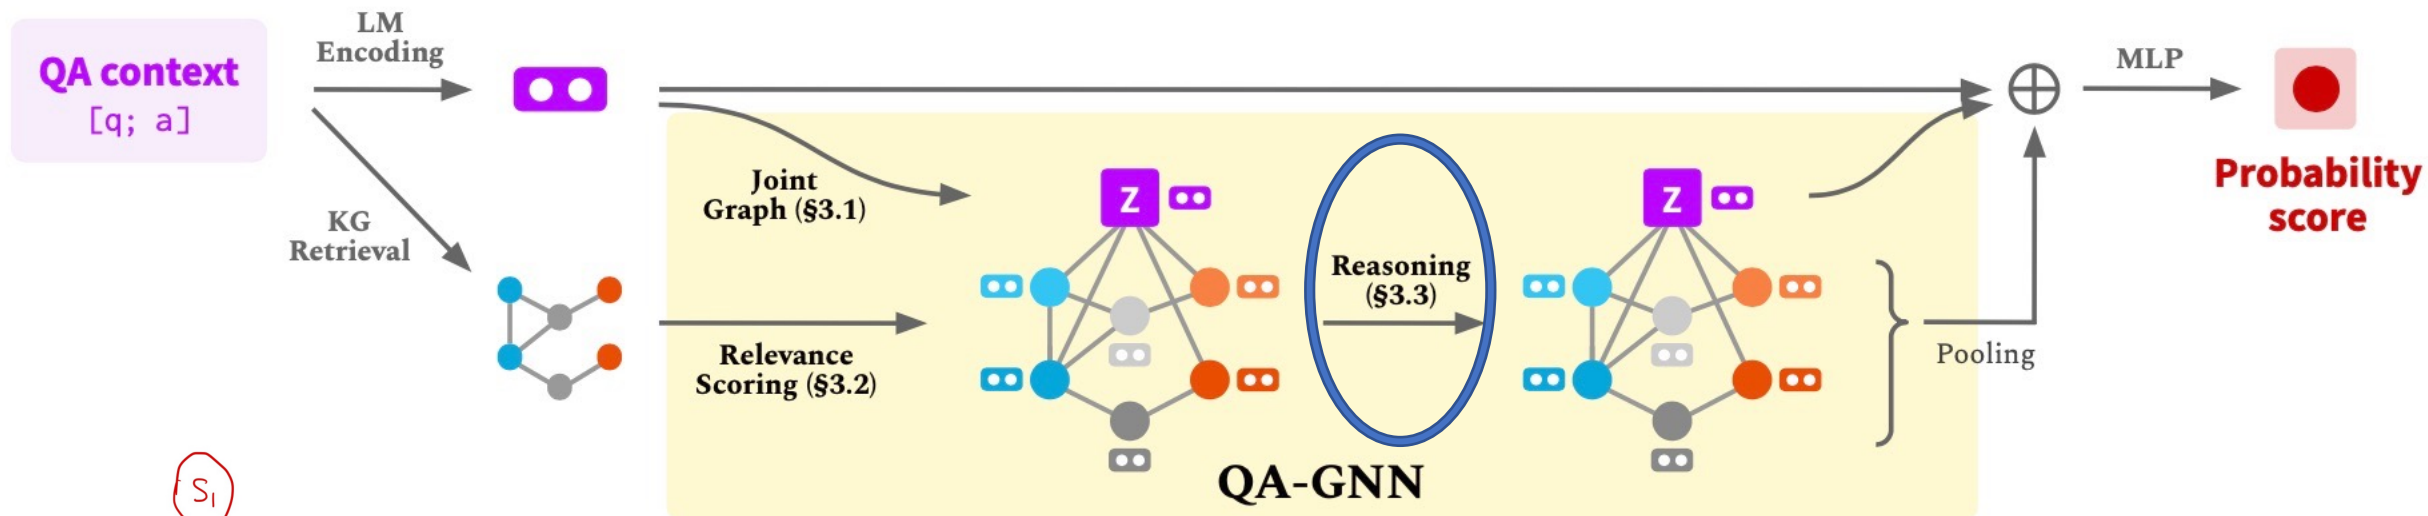 QA context
[q; a]
LM
Encoding
KG
Retrieval
Joint
Graph (§3.1)
Relevance
Scoring (§3.2)
Z
Reasoning
(§3.3)
Z
QA-GNN
Pooling
MLP
Probability
score
S1